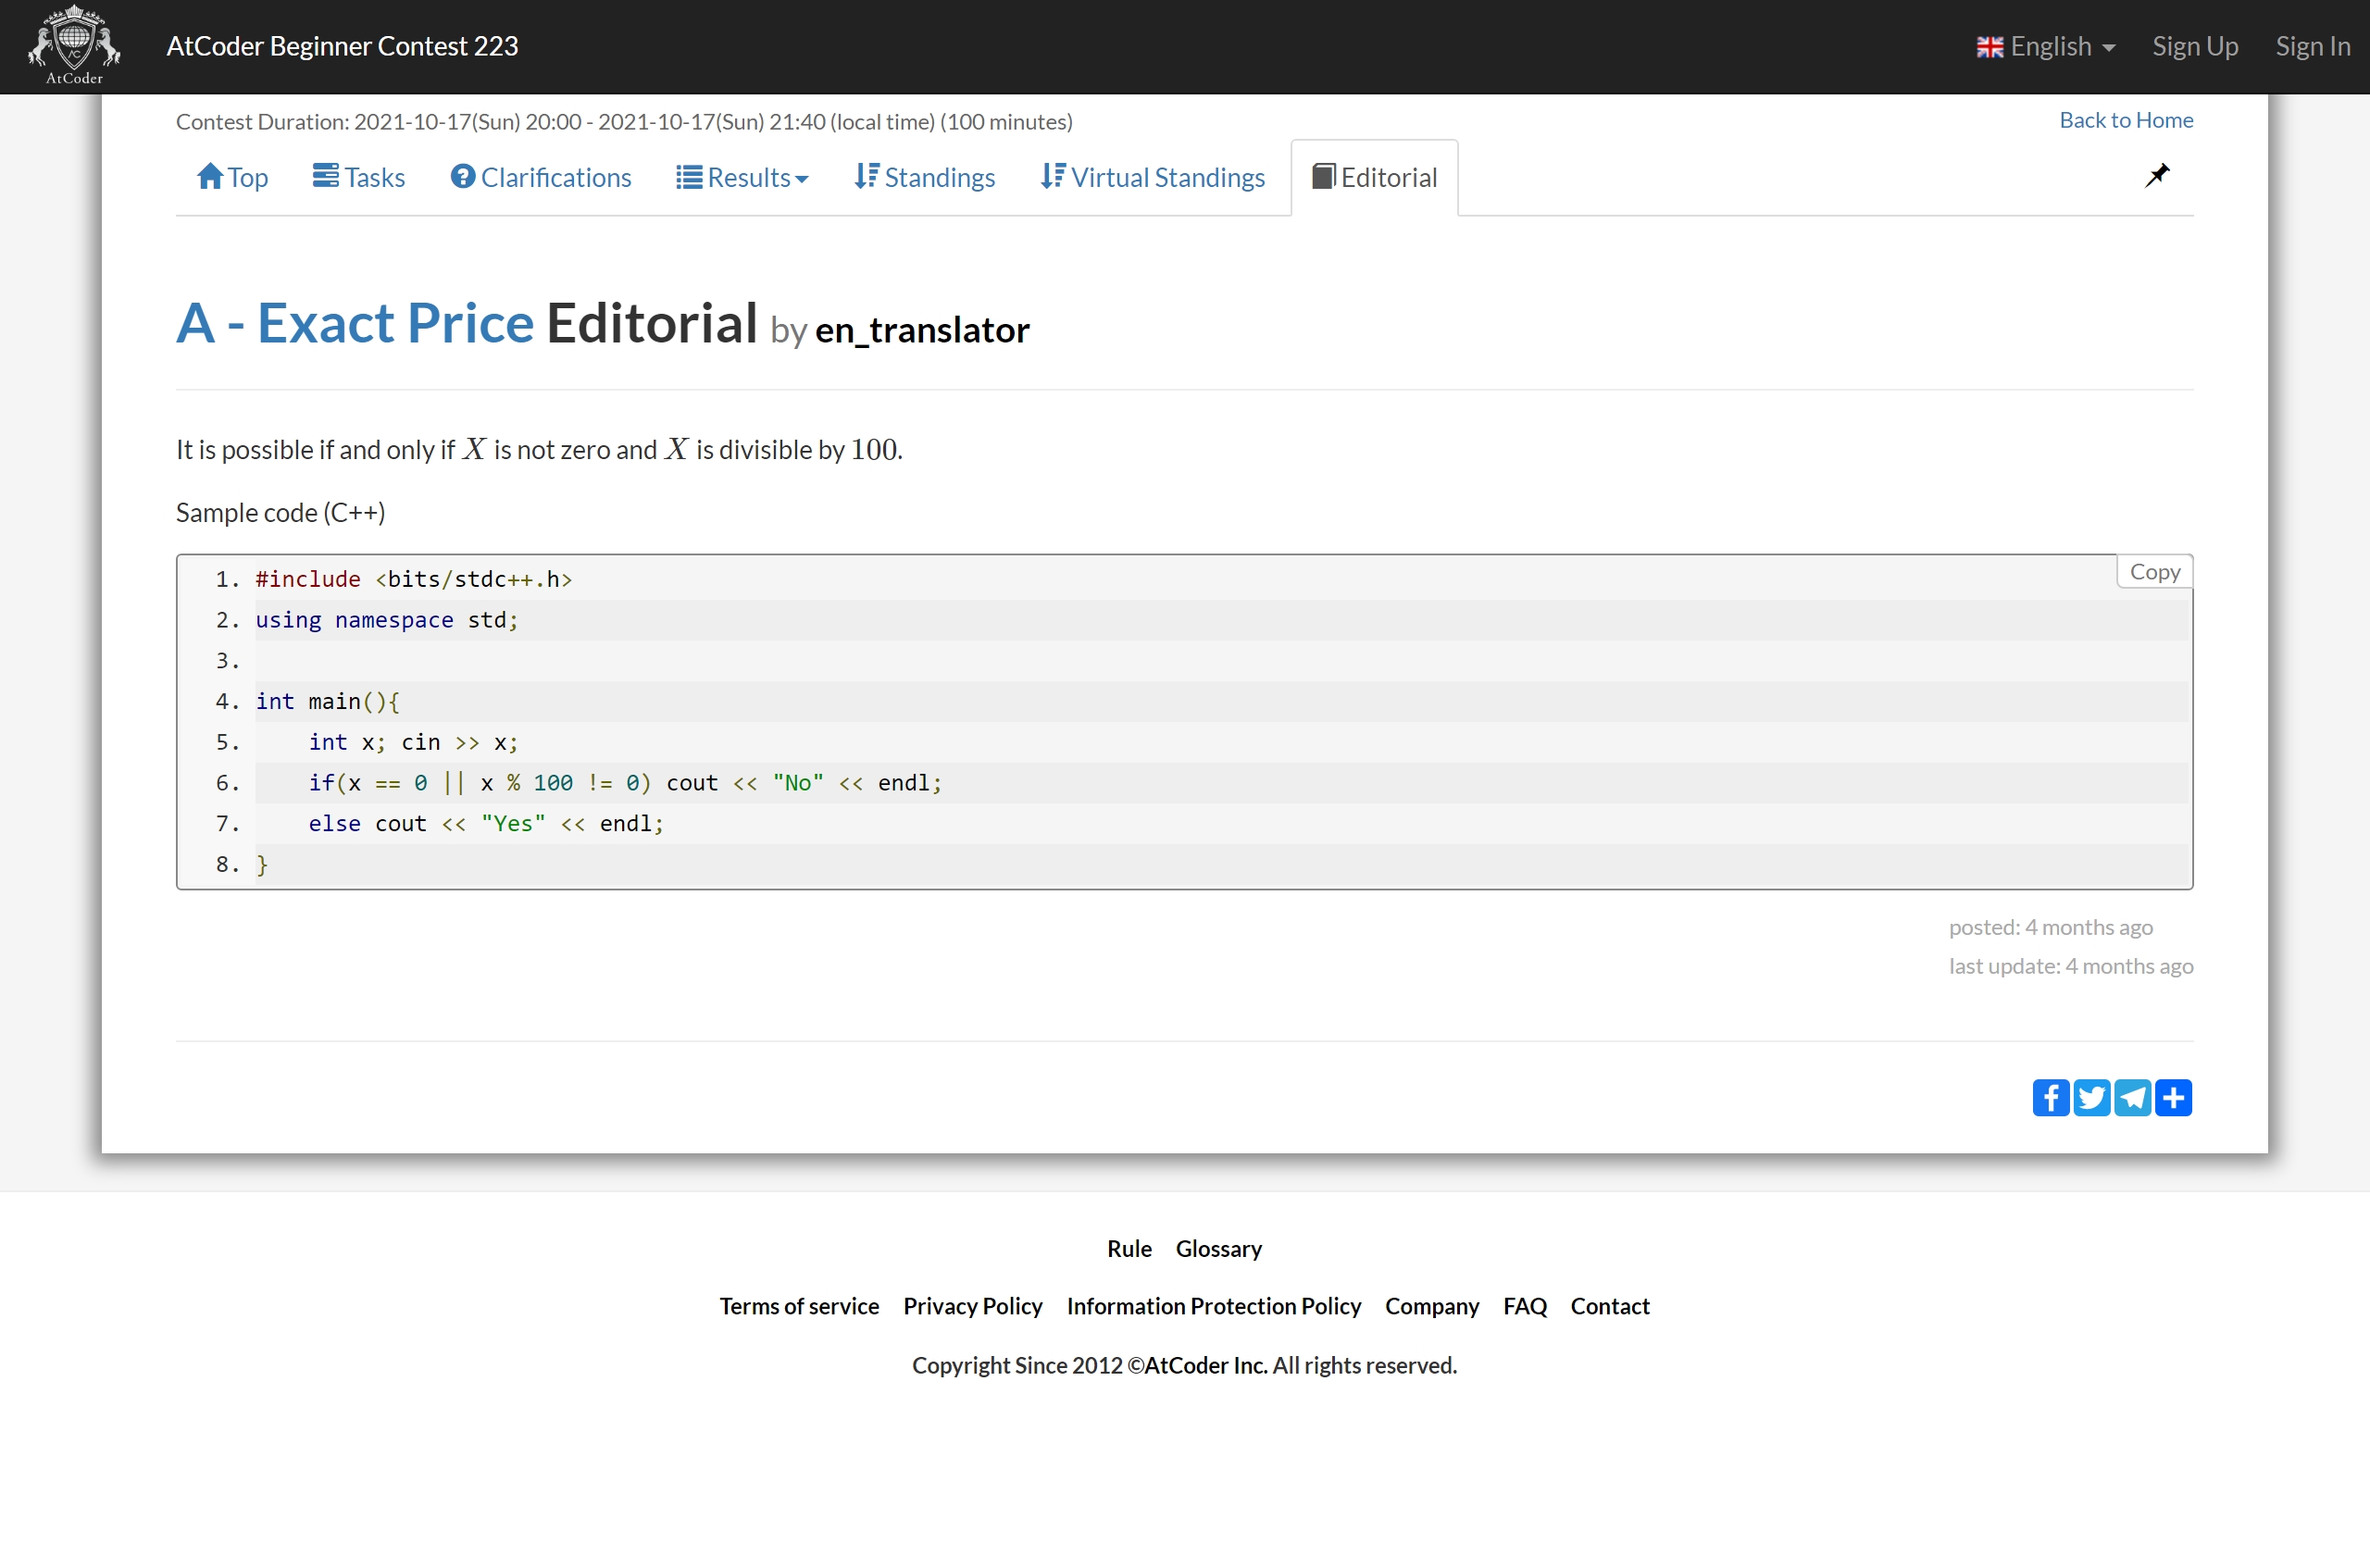 AtCoder
AtCoder Beginner Contest 223
English
Sign Up
Sign In
Contest Duration: 2021-10-17(Sun) 20:00 - 2021-10-17(Sun) 21:40 (local time) (100 minutes)
Back to Home
Top
Tasks
Clarifications
Results
Standings
Virtual Standings
Editorial
A - Exact Price Editorial by en_translator
It is possible if and only if X is not zero and X is divisible by 100.
Sample code (C++)
Copy
1. #include <bits/stdc++.h>
2. using namespace std;
3.
4. int main(){
5.     int x; cin >> x;
6.     if(x == 0 || x % 100 != 0) cout << "No" << endl;
7.     else cout << "Yes" << endl;
8. }
posted: 4 months ago
last update: 4 months ago
Rule Glossary
Terms of service Privacy Policy Information Protection Policy Company FAQ Contact
Copyright Since 2012 ©AtCoder Inc. All rights reserved.